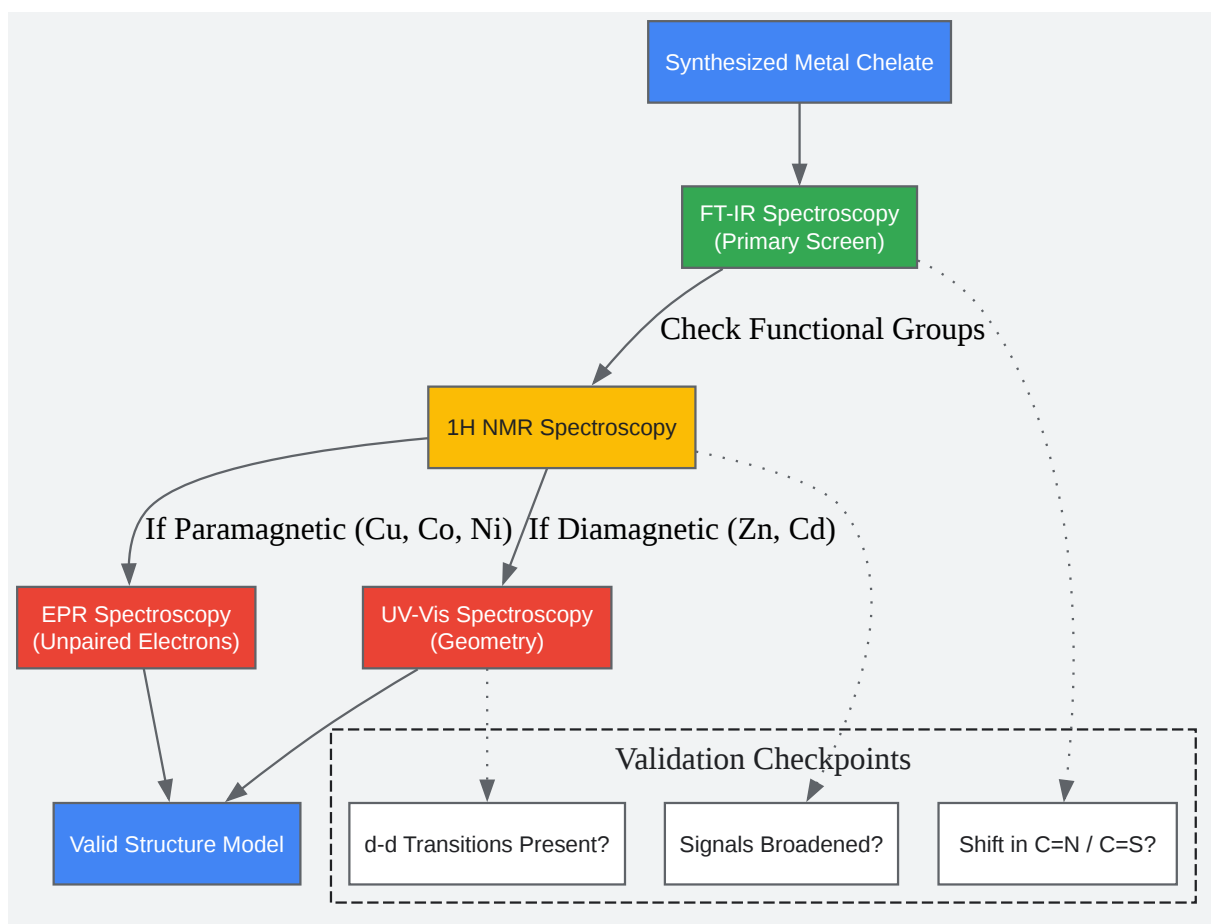 Synthesized Metal Chelate
FT-IR Spectroscopy
(Primary Screen)
Check Functional Groups
1H NMR Spectroscopy
If Paramagnetic (Cu, Co, Ni)
If Diamagnetic (Zn, Cd)
EPR Spectroscopy
(Unpaired Electrons)
UV-Vis Spectroscopy
(Geometry)
Validation Checkpoints
Valid Structure Model
d-d Transitions Present?
Signals Broadened?
Shift in C=N / C=S?